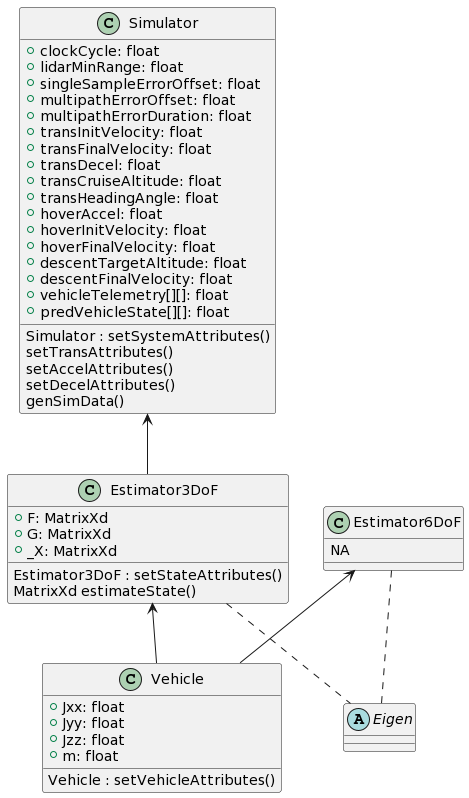 C Simulator
clockCycle: float
lidarMinRange: float
singleSampleErrorOffset: float
multipathErrorOffset: float
multipathErrorDuration: float
transInitVelocity: float
transFinalVelocity: float
transDecel: float
transCruiseAltitude: float
transHeadingAngle: float
hoverAccel: float
hoverInitVelocity: float
hoverFinalVelocity: float
descentTargetAltitude: float
descentFinalVelocity: float
vehicleTelemetry[][]: float
predVehicleState[][]: float
Simulator : setSystemAttributes()
setTransAttributes()
setAccelAttributes()
setDecelAttributes()
genSimData()
C Estimator3DoF
F: MatrixXd
G: MatrixXd
_X: MatrixXd
Estimator3DoF : setStateAttributes()
MatrixXd estimateState()
C Estimator6DoF
NA
C Vehicle
Jxx: float
Jyy: float
Jzz: float
m: float
Vehicle : setVehicleAttributes()
A Eigen